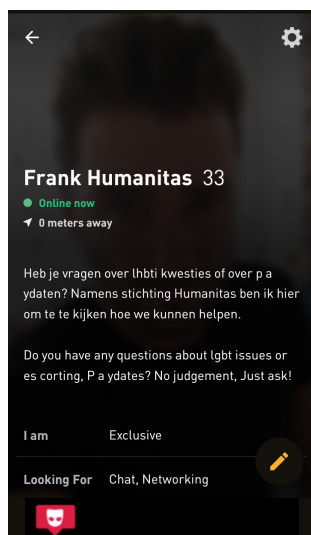 Frank Humanitas 33
Online now
0 meters away
Heb je vragen over lhbti kwesties of over p a
ydaten? Namens stichting Humanitas ben ik hier
om te te kijken hoe we kunnen helpen.
Do you have any questions about lgbt issues or
es corting, P a ydates? No judgement, Just ask!
I am Exclusive
Looking For Chat, Networking